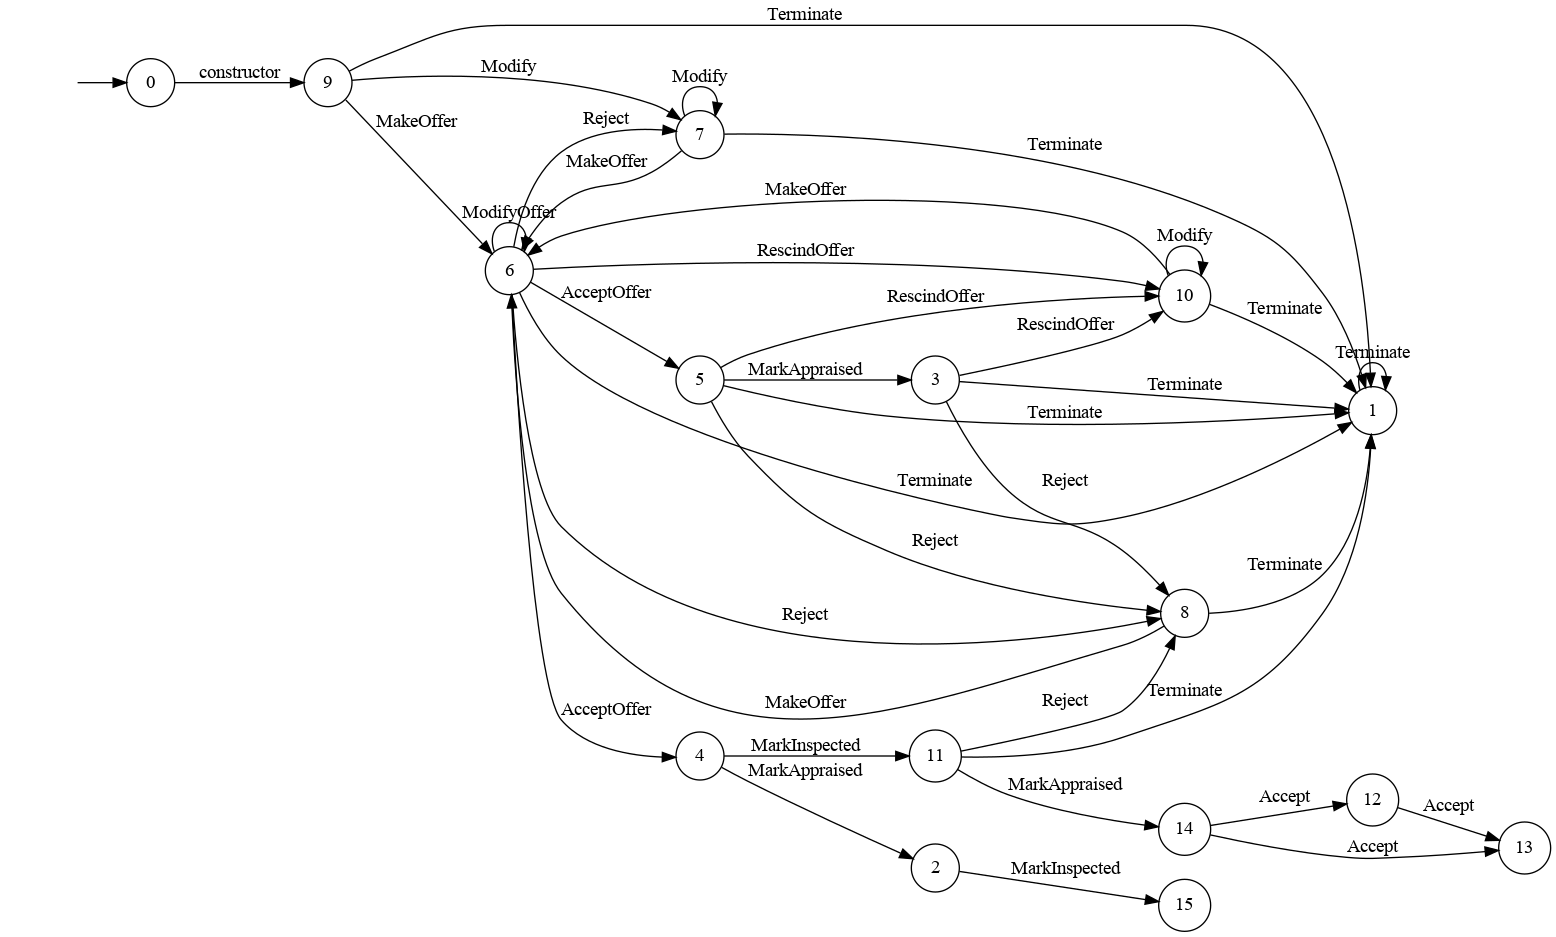 Terminate
0
constructor
9
Modify
Modify
MakeOffer
Reject
7
Terminate
MakeOffer
MakeOffer
ModifyOffer
Modify
RescindOffer
6
AcceptOffer
RescindOffer
10
Terminate
RescindOffer
Terminate
5
MarkAppraised
3
Terminate
Terminate
1
Terminate
Reject
Reject
Terminate
Reject
8
MakeOffer
Reject
Terminate
AcceptOffer
4
MarkInspected
11
MarkAppraised
MarkAppraised
Accept
12
Accept
14
Accept
13
2
MarkInspected
15